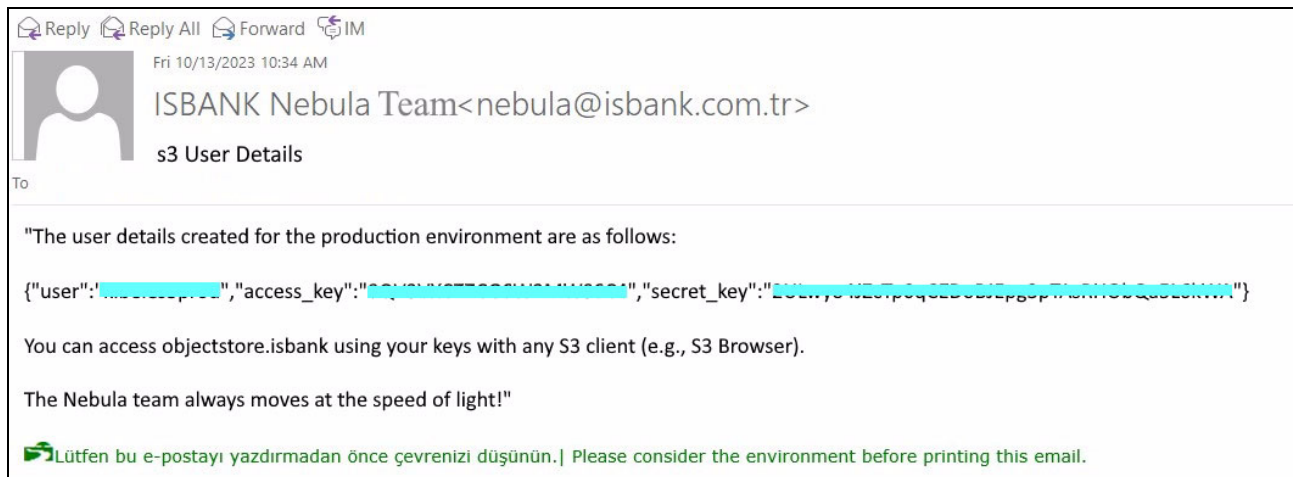 Reply Reply All Forward IM
Fri 10/13/2023 10:34 AM
ISBANK Nebula Team<nebula@isbank.com.tr>
s3 User Details
To
"The user details created for the production environment are as follows:
{"user":"","access_key":"","secret_key":""}
You can access objectstore.isbank using your keys with any S3 client (e.g., S3 Browser).
The Nebula team always moves at the speed of light!"
Lütfen bu e-postayı yazdırmadan önce çevrenizi düşünün.| Please consider the environment before printing this email.